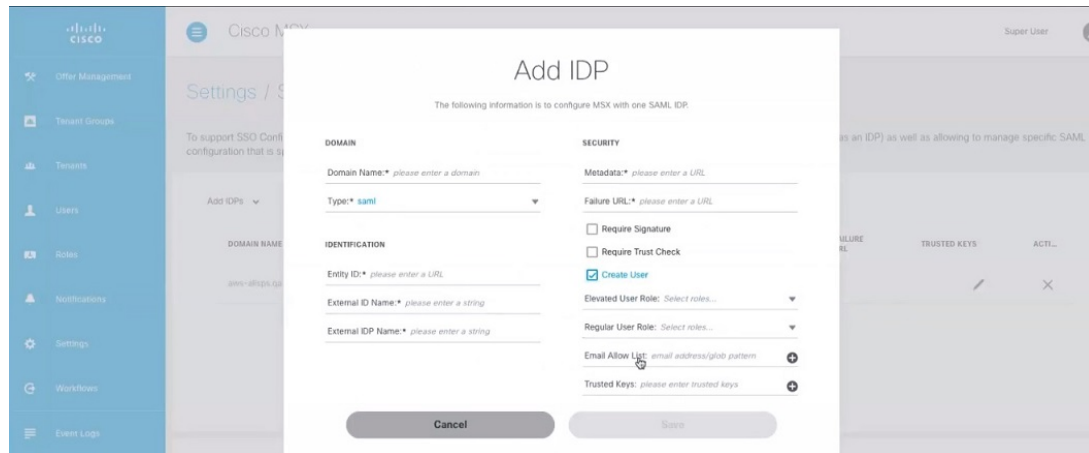 CISCO
Cisco
Super User
Offer Management
Tenant Groups
Tenants
Users
Roles
Notifications
Settings
Workflows
Event Logs
Settings /
To support SSO
as an IDP) as well as allowing to manage specific SAML
configuration that is
Add IDPs
DOMAIN NAME
TRUSTED KEYS
ACTI...
Add IDP
The following information is to configure MSX with one SAML IDP.
DOMAIN
Domain Name:* please enter a domain
Type:* saml
IDENTIFICATION
Entity ID:* please enter a URL
External ID Name:* please enter a string
External IDP Name:* please enter a string
SECURITY
Metadata:* please enter a URL
Failure URL:* please enter a URL
Require Signature
Require Trust Check
Create User
Elevated User Role: Select roles...
Regular User Role: Select roles...
Email Allow List: email address/glob pattern
Trusted Keys: please enter trusted keys
Cancel
Save